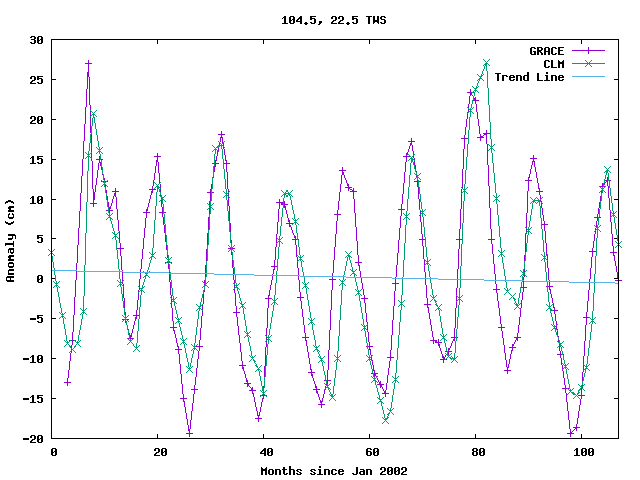 104.5, 22.5 TWS
30
25
20
15
10
5
0
-5
-10
-15
-20
Anomaly (cm)
GRACE
CLM
Trend Line
0 20 40 60 80 100
Months since Jan 2002